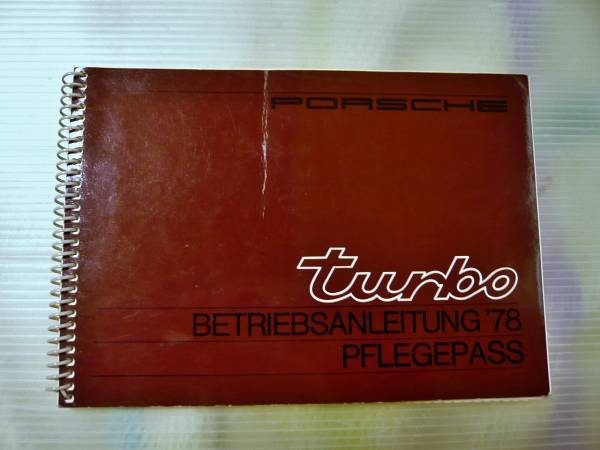 PORSCHE
turbo
BETRIEBSANLEITUNG '78
PFLEGEPASS